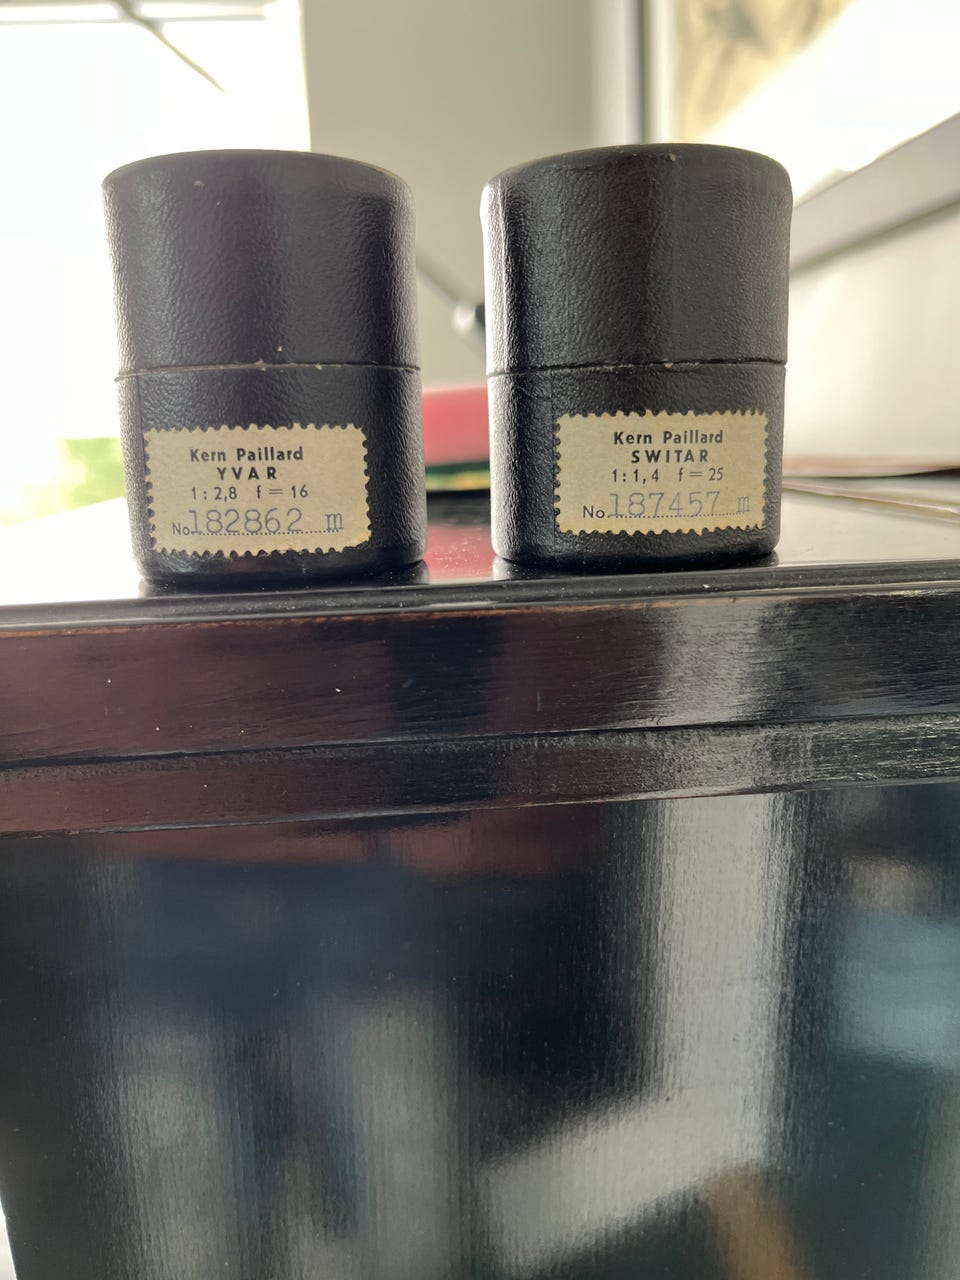 Kern Paillard
YVAR
1:2,8 f=16
No 182862 m
Kern Paillard
SWITAR
1:1,4 f=25
No 187457 m